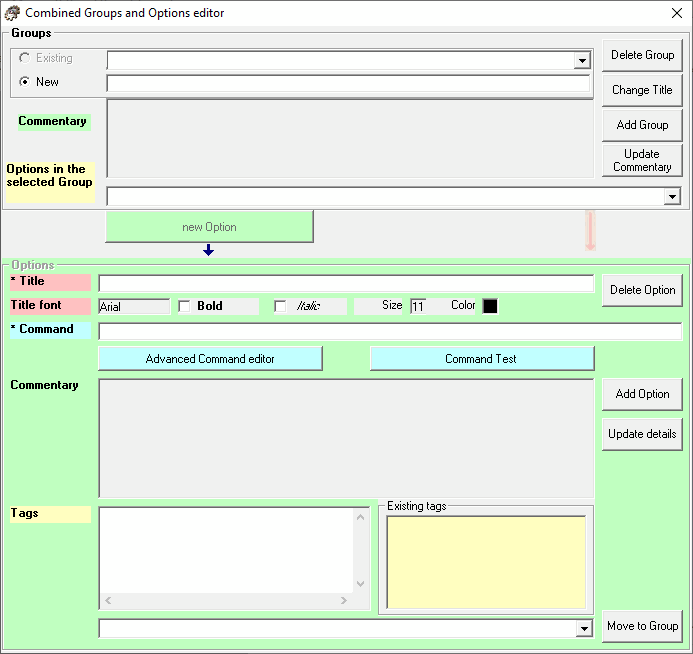 Combined Groups and Options editor
Groups
Existing
Delete Group
New
Change Title
Commentary
Add Group
Update
Commentary
Options in the
selected Group
new Option
Options
* Title
Delete Option
Title font
Arial
Bold
Italic
Size
11
Color
* Command
Advanced Command editor
Command Test
Commentary
Add Option
Update details
Tags
Existing tags
Move to Group